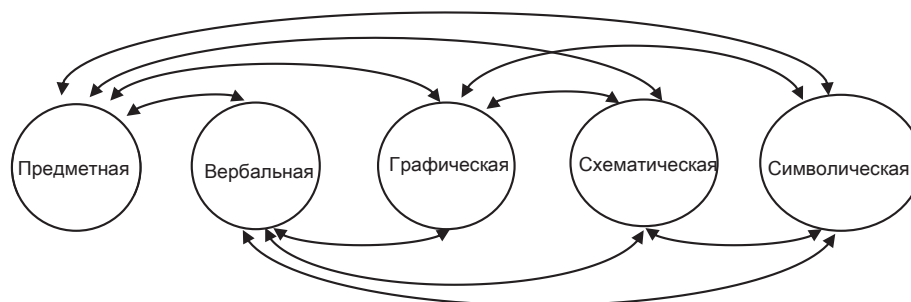 Предметная
Вербальная
Графическая
Схематическая
Символическая